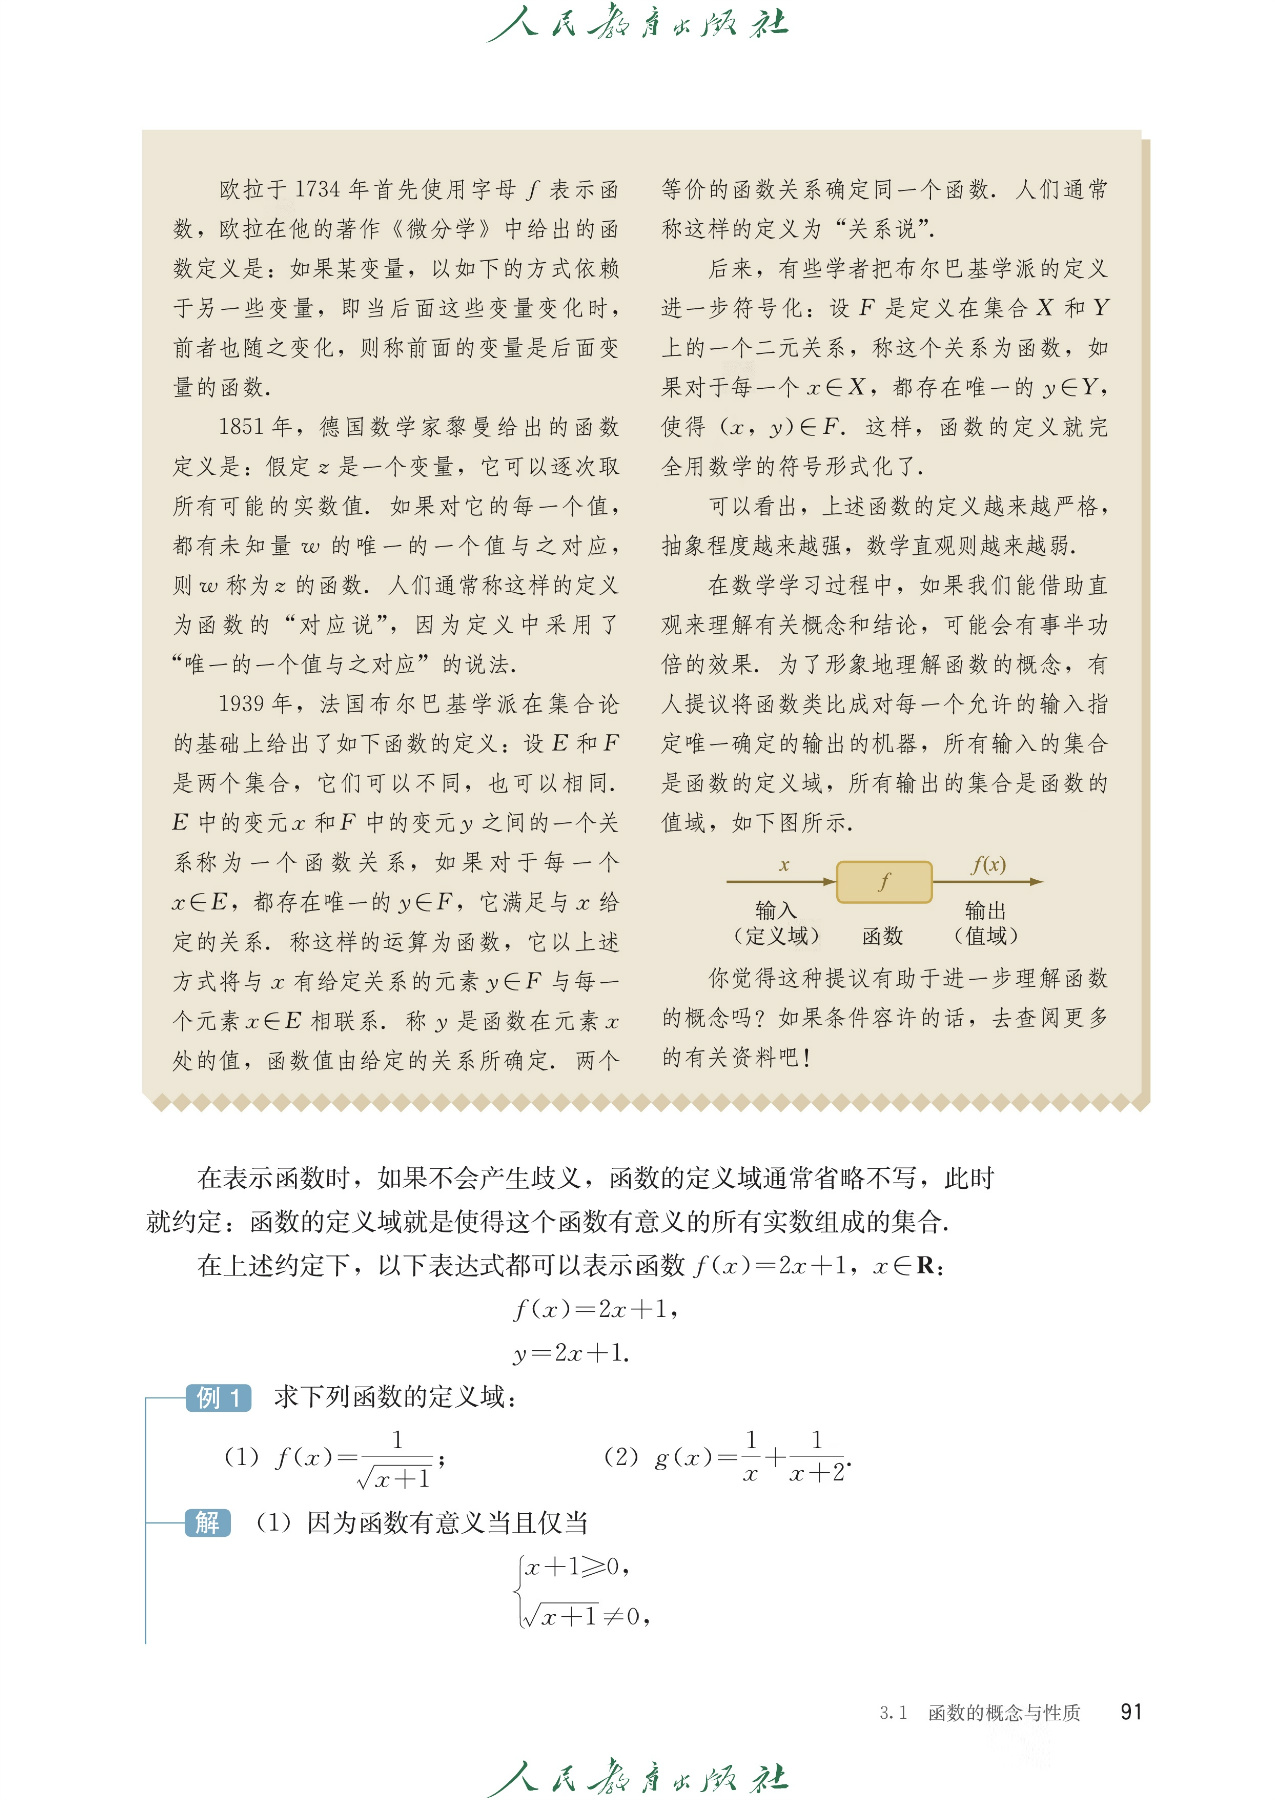 人民教育出版社
欧拉于 1734 年首先使用字母 f 表示函
数，欧拉在他的著作《微分学》中给出的函
数定义是：如果某变量，以如下的方式依赖
于另一些变量，即当后面这些变量变化时，
前者也随之变化，则称前面的变量是后面变
量的函数.
1851 年，德国数学家黎曼给出的函数
定义是：假定 z 是一个变量，它可以逐次取
所有可能的实数值. 如果对它的每一个值，
都有未知量 w 的唯一的一个值与之对应，
则 w 称为 z 的函数. 人们通常称这样的定义
为函数的“对应说”，因为定义中采用了
“唯一的一个值与之对应”的说法.
1939 年，法国布尔巴基学派在集合论
的基础上给出了如下函数的定义：设 E 和 F
是两个集合，它们可以不同，也可以相同.
E 中的变元 x 和 F 中的变元 y 之间的一个关
系称为一个函数关系，如果对于每一个
x∈E，都存在唯一的 y∈F，它满足与 x 给
定的关系. 称这样的运算为函数，它以上述
方式将与 x 有给定关系的元素 y∈F 与每一
个元素 x∈E 相联系. 称 y 是函数在元素 x
处的值，函数值由给定的关系所确定. 两个
等价的函数关系确定同一个函数. 人们通常
称这样的定义为“关系说”.
后来，有些学者把布尔巴基学派的定义
进一步符号化：设 F 是定义在集合 X 和 Y
上的一个二元关系，称这个关系为函数，如
果对于每一个 x∈X，都存在唯一的 y∈Y，
使得 (x，y)∈F. 这样，函数的定义就完
全用数学的符号形式化了.
可以看出，上述函数的定义越来越严格，
抽象程度越来越强，数学直观则越来越弱.
在数学学习过程中，如果我们能借助直
观来理解有关概念和结论，可能会有事半功
倍的效果. 为了形象地理解函数的概念，有
人提议将函数类比成对每一个允许的输入指
定唯一确定的输出的机器，所有输入的集合
是函数的定义域，所有输出的集合是函数的
值域，如下图所示.
x f f(x)
输入 输出
（定义域） 函数 （值域）
你觉得这种提议有助于进一步理解函数
的概念吗？如果条件容许的话，去查阅更多
的有关资料吧！
在表示函数时，如果不会产生歧义，函数的定义域通常省略不写，此时
就约定：函数的定义域就是使得这个函数有意义的所有实数组成的集合.
在上述约定下，以下表达式都可以表示函数 f(x)=2x+1，x∈R：
f(x)=2x+1，
y=2x+1.
例 1 求下列函数的定义域：
（1）f(x)=1/√(x+1)； （2）g(x)=1/x+1/(x+2).
解 （1）因为函数有意义当且仅当
{x+1⩾0，
√(x+1)≠0，
3.1 函数的概念与性质 91
人民教育出版社